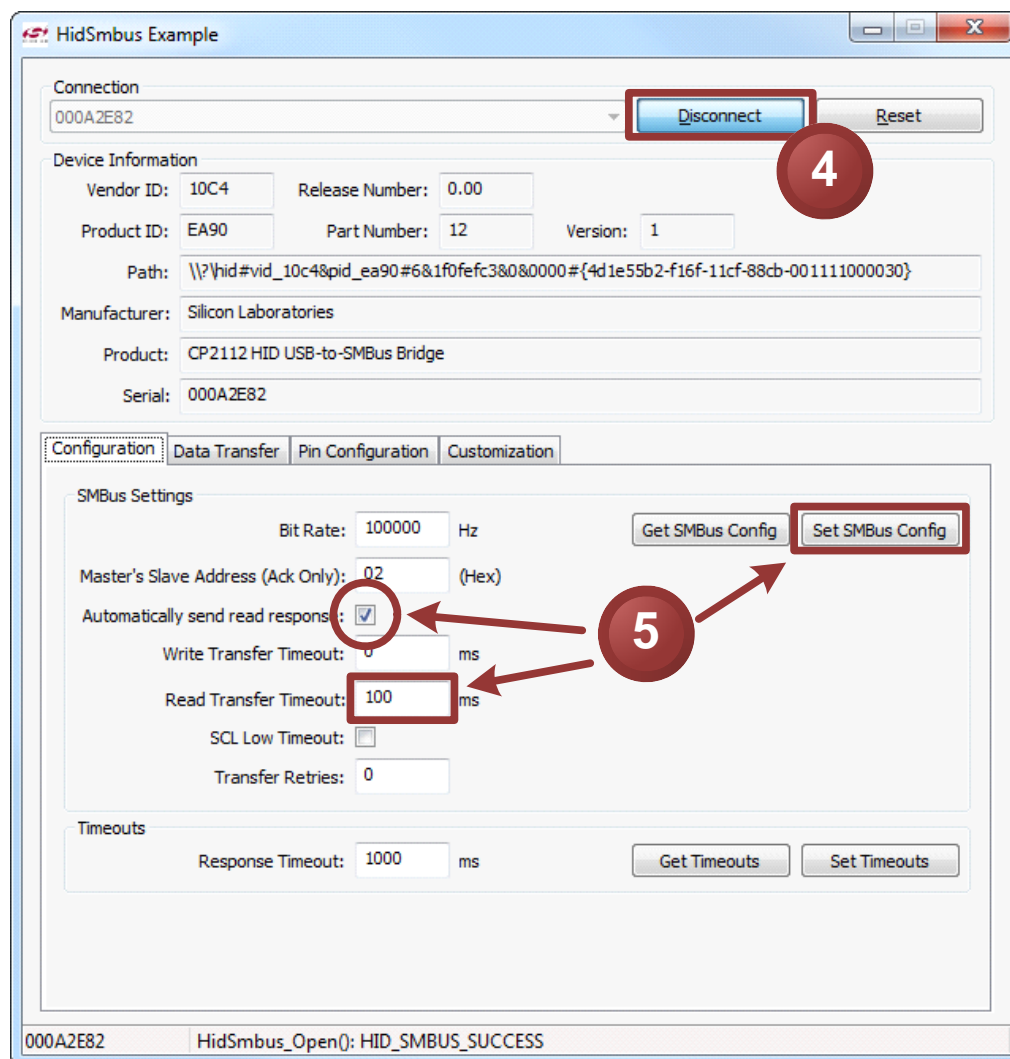 HidSmbus Example
Connection
000A2E82 Disconnect Reset
4
Device Information
Vendor ID: 10C4 Release Number: 0.00
Product ID: EA90 Part Number: 12 Version: 1
Path: \\?\hid#vid_10c4&pid_ea90#6&1f0fefc3&0&0000#{4d1e55b2-f16f-11cf-88cb-001111000030}
Manufacturer: Silicon Laboratories
Product: CP2112 HID USB-to-SMBus Bridge
Serial: 000A2E82
Configuration Data Transfer Pin Configuration Customization
SMBus Settings
Bit Rate: 100000 Hz Get SMBus Config Set SMBus Config
Master's Slave Address (Ack Only): 02 (Hex)
Automatically send read response:
5
Write Transfer Timeout: 0 ms
Read Transfer Timeout: 100 ms
SCL Low Timeout:
Transfer Retries: 0
Timeouts
Response Timeout: 1000 ms Get Timeouts Set Timeouts
000A2E82 HidSmbus_Open(): HID_SMBUS_SUCCESS